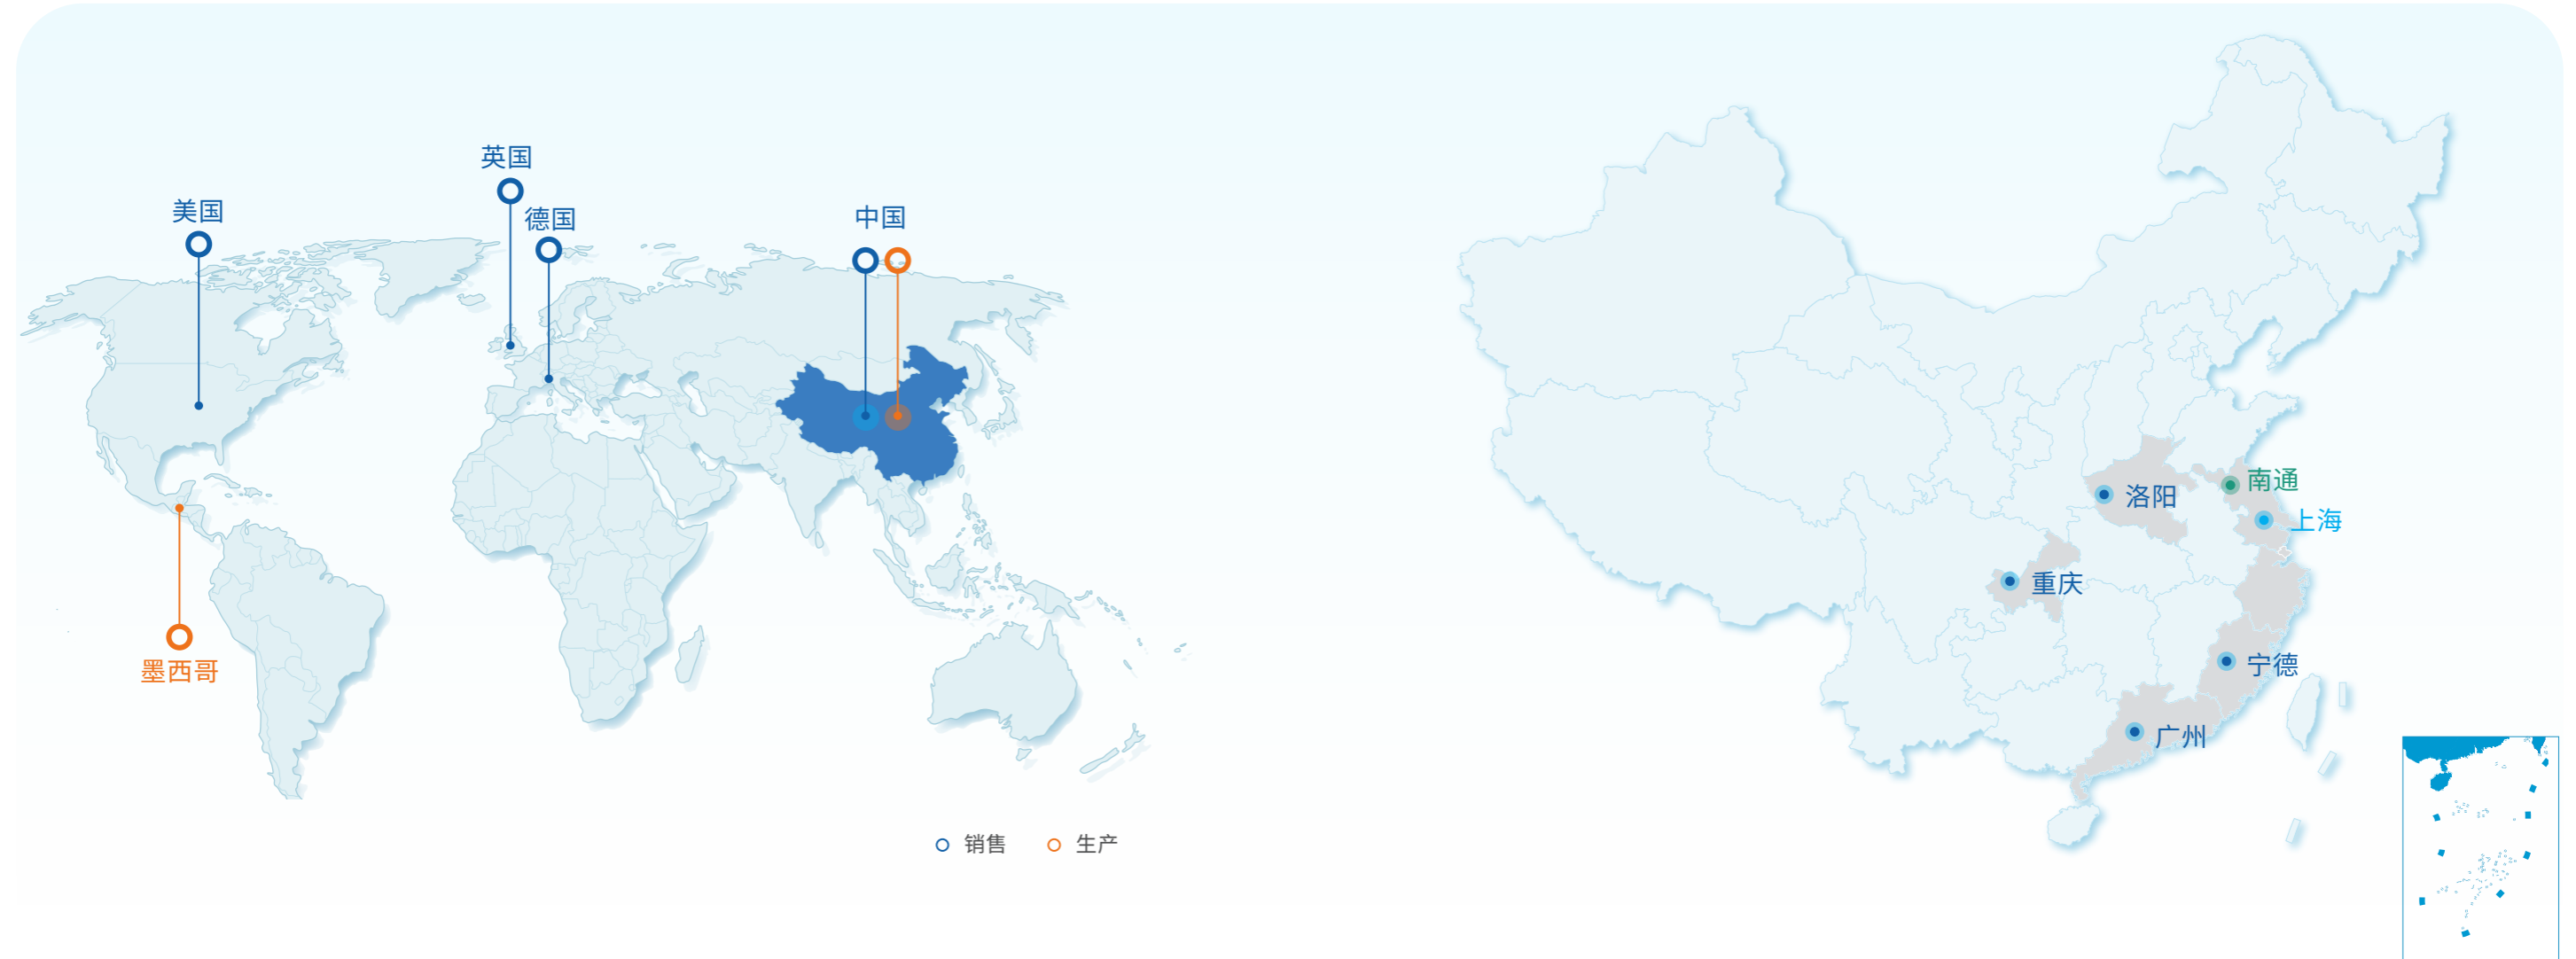 英国
美国
德国
中国
墨西哥
销售
生产
南通
洛阳
上海
重庆
宁德
广州